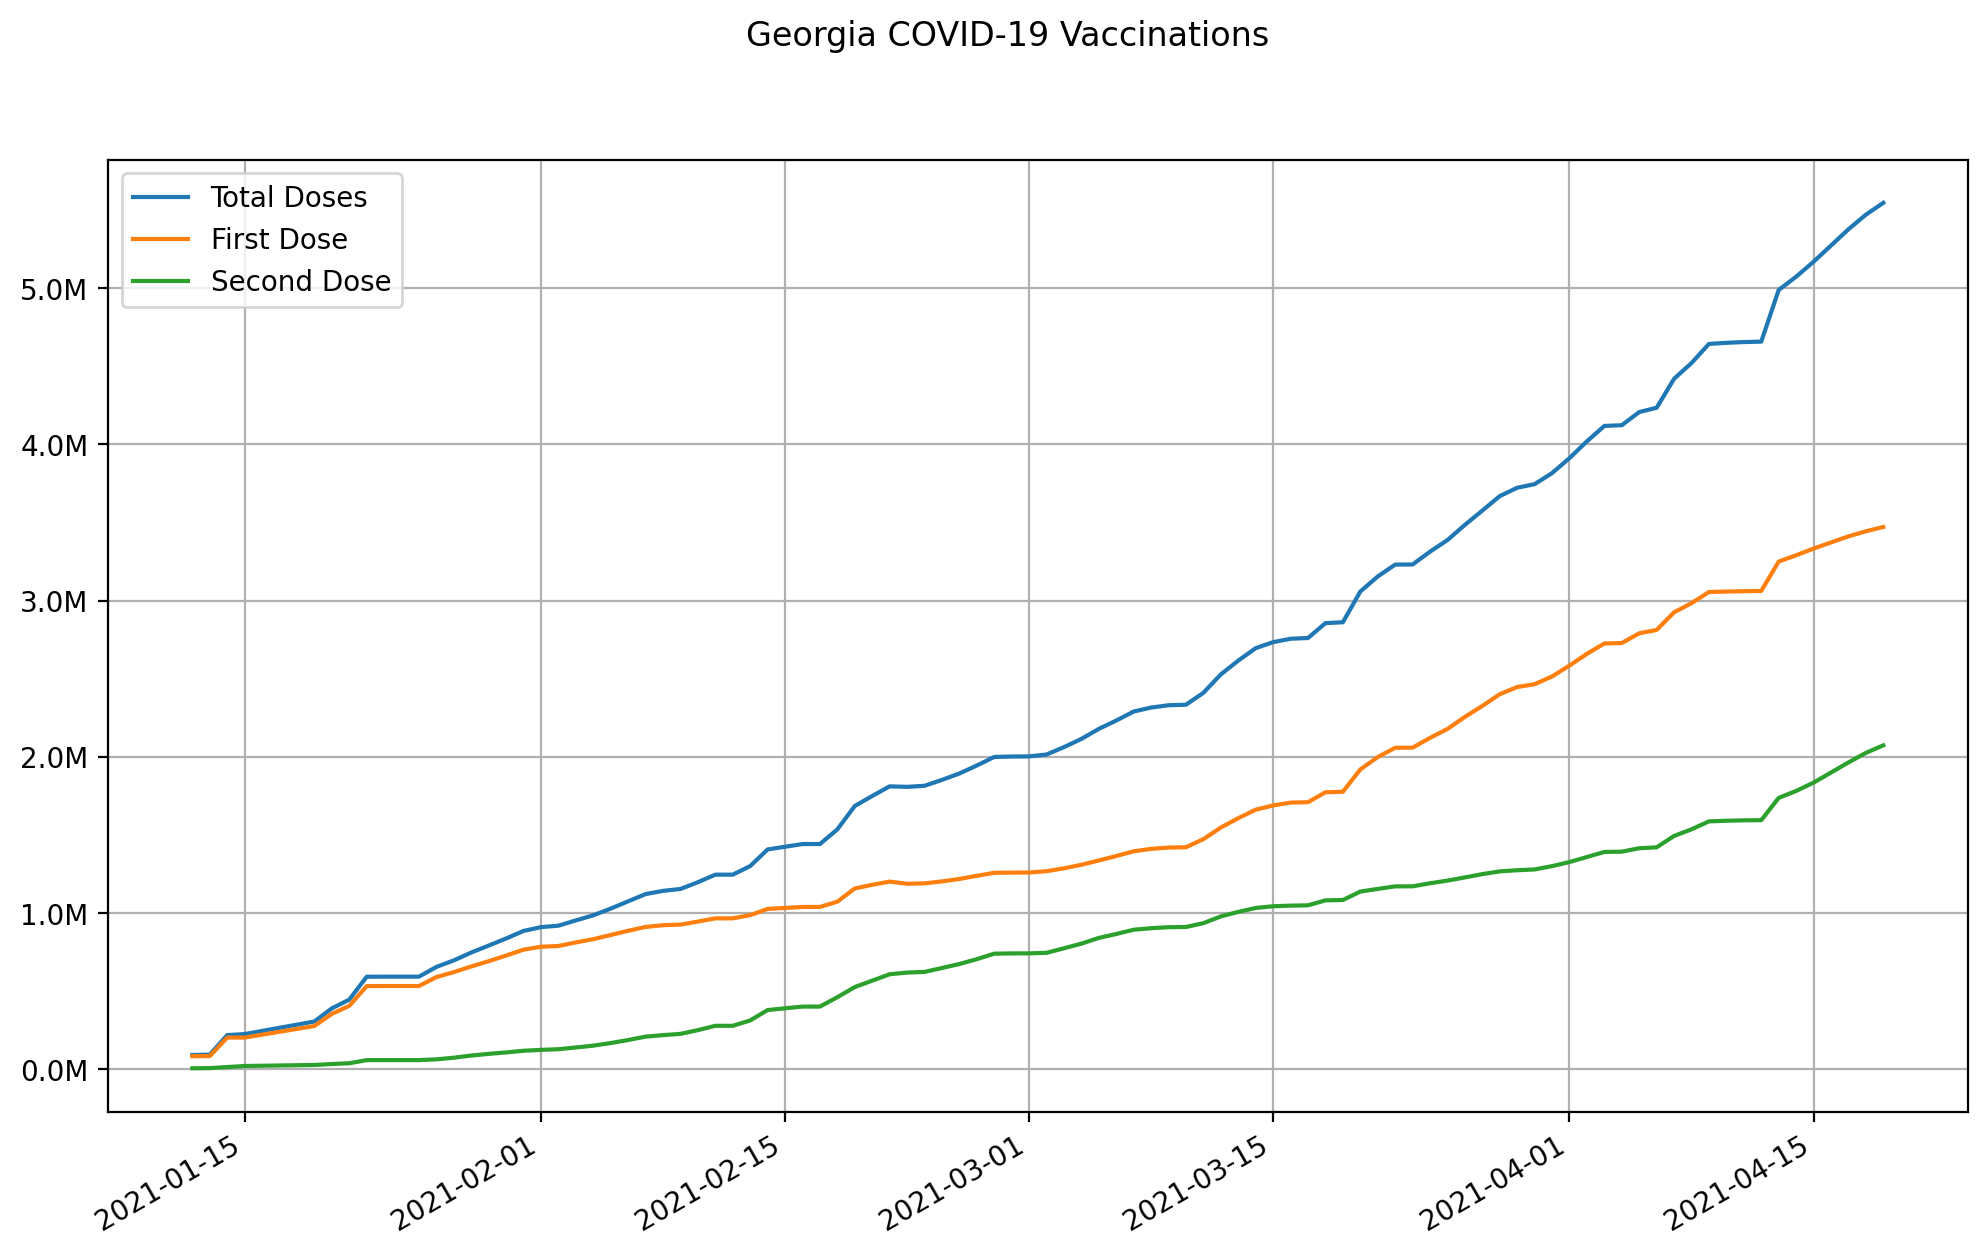 Georgia COVID-19 Vaccinations
Total Doses
First Dose
Second Dose
5.0M
4.0M
3.0M
2.0M
1.0M
0.0M
2021-01-15
2021-02-01
2021-02-15
2021-03-01
2021-03-15
2021-04-01
2021-04-15